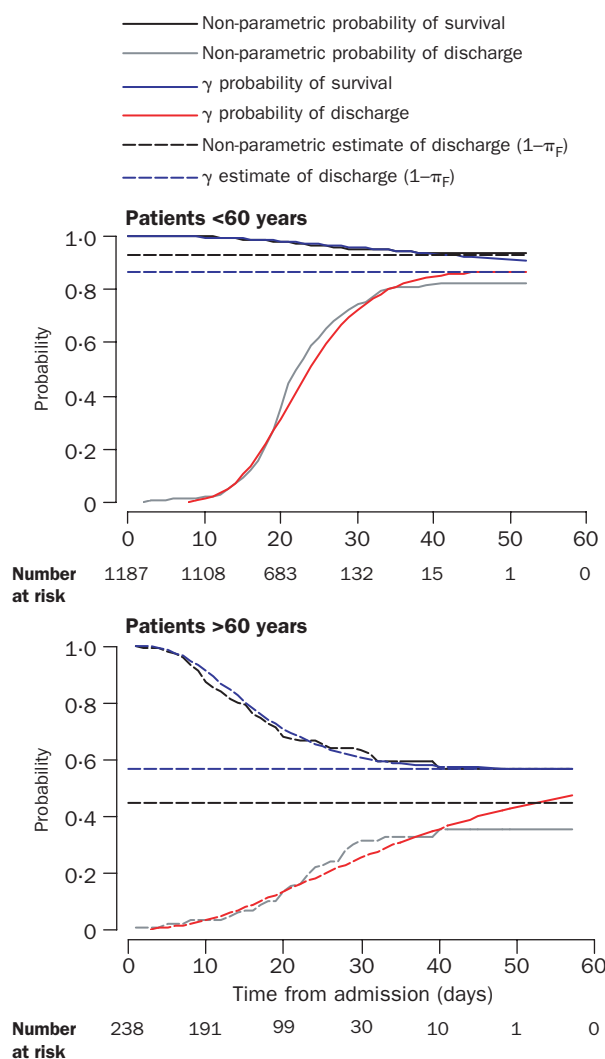 Non-parametric probability of survival
Non-parametric probability of discharge
γ probability of survival
γ probability of discharge
Non-parametric estimate of discharge (1–πF)
γ estimate of discharge (1–πF)
Patients <60 years
1·0
0·8
0·6
0·4
0·2
0
Probability
0 10 20 30 40 50 60
Number at risk 1187 1108 683 132 15 1 0
Patients >60 years
1·0
0·8
0·6
0·4
0·2
0
Probability
0 10 20 30 40 50 60
Time from admission (days)
Number at risk 238 191 99 30 10 1 0